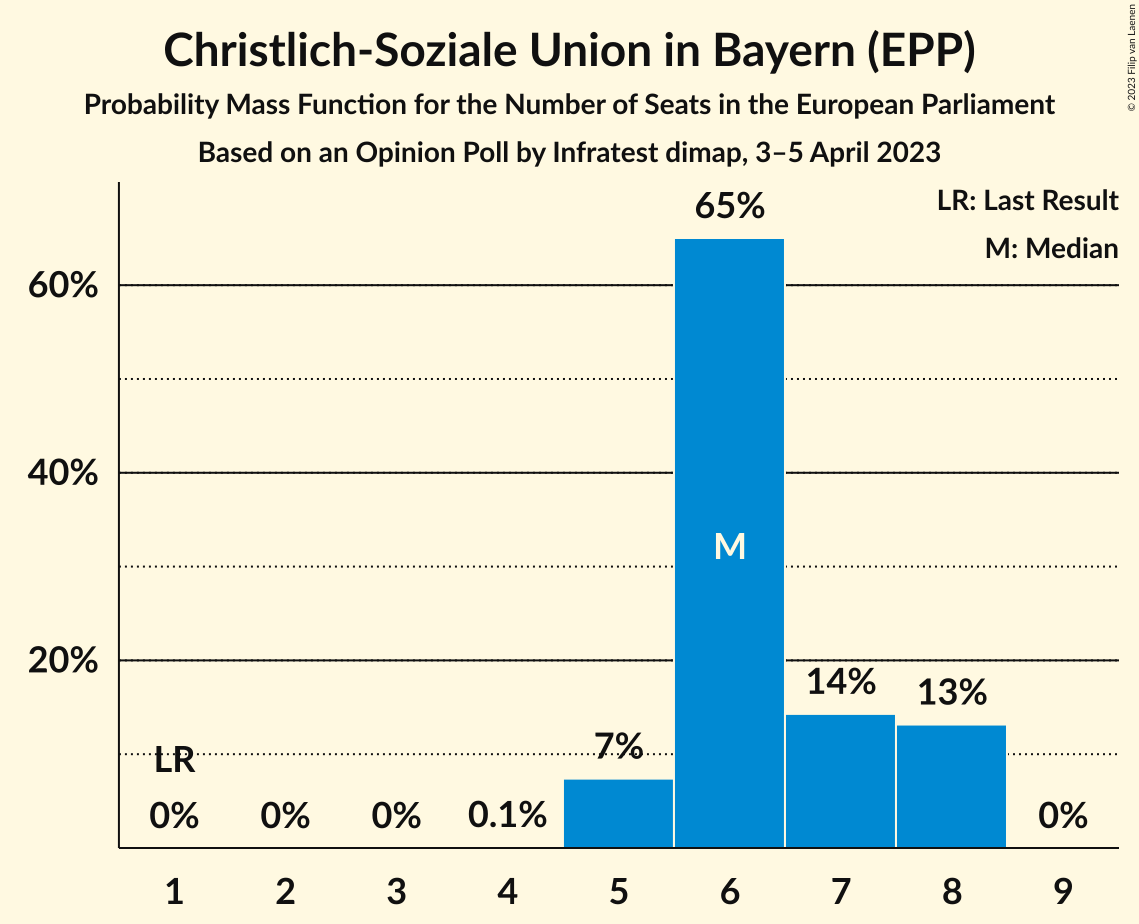 Christlich-Soziale Union in Bayern (EPP)
Probability Mass Function for the Number of Seats in the European Parliament
Based on an Opinion Poll by Infratest dimap, 3–5 April 2023
© 2023 Filip van Laenen
LR: Last Result
M: Median
65%
60%
40%
M
20%
14%
13%
7%
LR
0%
0%
0%
0.1%
0%
1 2 3 4 5 6 7 8 9